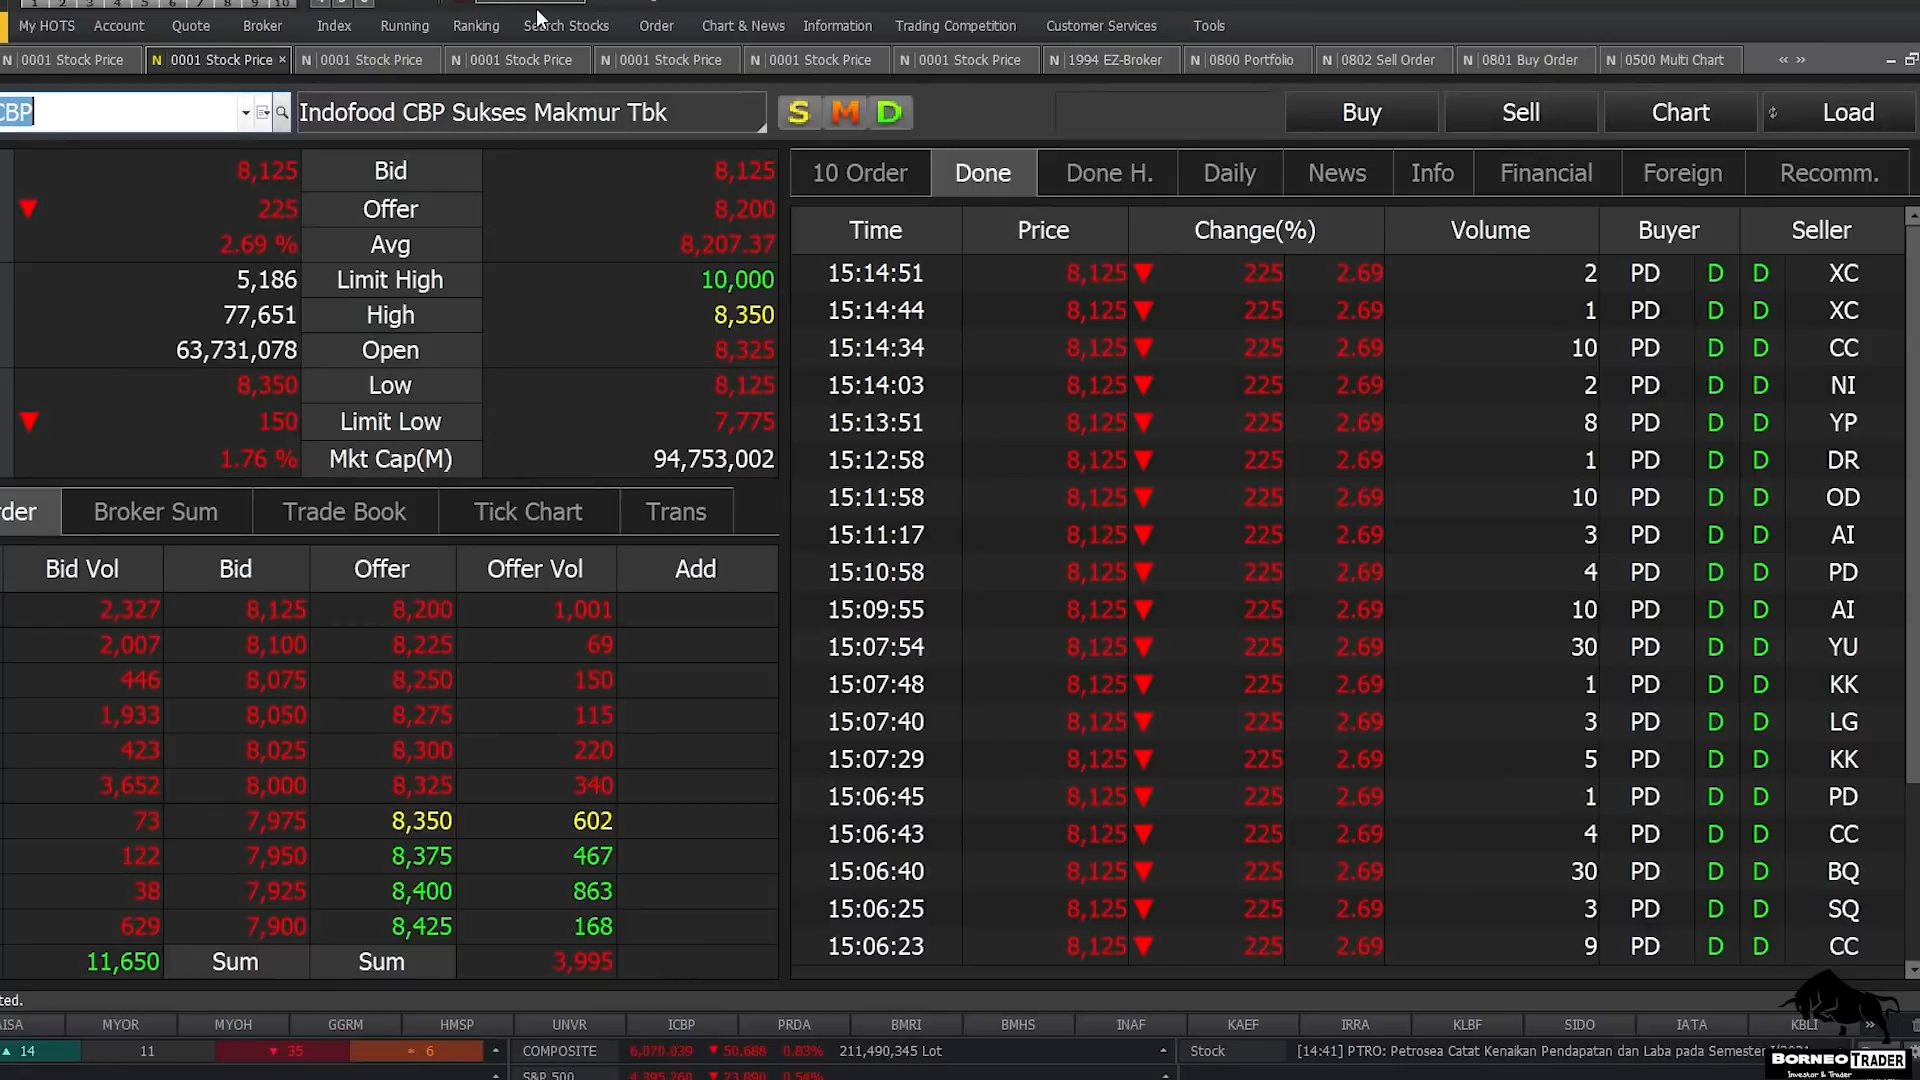 1 2 3 4 5 6 7 8 9 10
My HOTS Account Quote Broker Index Running Ranking Search Stocks Order Chart & News Information Trading Competition Customer Services Tools
N 0001 Stock Price N 0001 Stock Price × N 0001 Stock Price N 0001 Stock Price N 0001 Stock Price N 0001 Stock Price N 0001 Stock Price N 1994 EZ-Broker N 0800 Portfolio N 0802 Sell Order N 0801 Buy Order N 0500 Multi Chart « »
CBP Indofood CBP Sukses Makmur Tbk S M D Buy Sell Chart Load
8,125 Bid 8,125
▼ 225 Offer 8,200
2.69 % Avg 8,207.37
5,186 Limit High 10,000
77,651 High 8,350
63,731,078 Open 8,325
8,350 Low 8,125
▼ 150 Limit Low 7,775
1.76 % Mkt Cap(M) 94,753,002
der Broker Sum Trade Book Tick Chart Trans
Bid Vol Bid Offer Offer Vol Add
2,327 8,125 8,200 1,001
2,007 8,100 8,225 69
446 8,075 8,250 150
1,933 8,050 8,275 115
423 8,025 8,300 220
3,652 8,000 8,325 340
73 7,975 8,350 602
122 7,950 8,375 467
38 7,925 8,400 863
629 7,900 8,425 168
11,650 Sum Sum 3,995
10 Order Done Done H. Daily News Info Financial Foreign Recomm.
Time Price Change(%) Volume Buyer Seller
15:14:51 8,125 ▼ 225 2.69 2 PD D D XC
15:14:44 8,125 ▼ 225 2.69 1 PD D D XC
15:14:34 8,125 ▼ 225 2.69 10 PD D D CC
15:14:03 8,125 ▼ 225 2.69 2 PD D D NI
15:13:51 8,125 ▼ 225 2.69 8 PD D D YP
15:12:58 8,125 ▼ 225 2.69 1 PD D D DR
15:11:58 8,125 ▼ 225 2.69 10 PD D D OD
15:11:17 8,125 ▼ 225 2.69 3 PD D D AI
15:10:58 8,125 ▼ 225 2.69 4 PD D D PD
15:09:55 8,125 ▼ 225 2.69 10 PD D D AI
15:07:54 8,125 ▼ 225 2.69 30 PD D D YU
15:07:48 8,125 ▼ 225 2.69 1 PD D D KK
15:07:40 8,125 ▼ 225 2.69 3 PD D D LG
15:07:29 8,125 ▼ 225 2.69 5 PD D D KK
15:06:45 8,125 ▼ 225 2.69 1 PD D D PD
15:06:43 8,125 ▼ 225 2.69 4 PD D D CC
15:06:40 8,125 ▼ 225 2.69 30 PD D D BQ
15:06:25 8,125 ▼ 225 2.69 3 PD D D SQ
15:06:23 8,125 ▼ 225 2.69 9 PD D D CC
ted.
AISA MYOR MYOH GGRM HMSP UNVR ICBP PRDA BMRI BMHS INAF KAEF IRRA KLBF SIDO IATA KBLI »
▲ 14 11 ▼ 35 6 COMPOSITE 6,070.039 ▼ 50.688 0.83% 211,490,345 Lot Stock [14:41] PTRO: Petrosea Catat Kenaikan Pendapatan dan Laba pada Semester
S&P 500 4,395.260 ▼ 23.890 0.54%
BORNEO TRADER
Investor & Trader